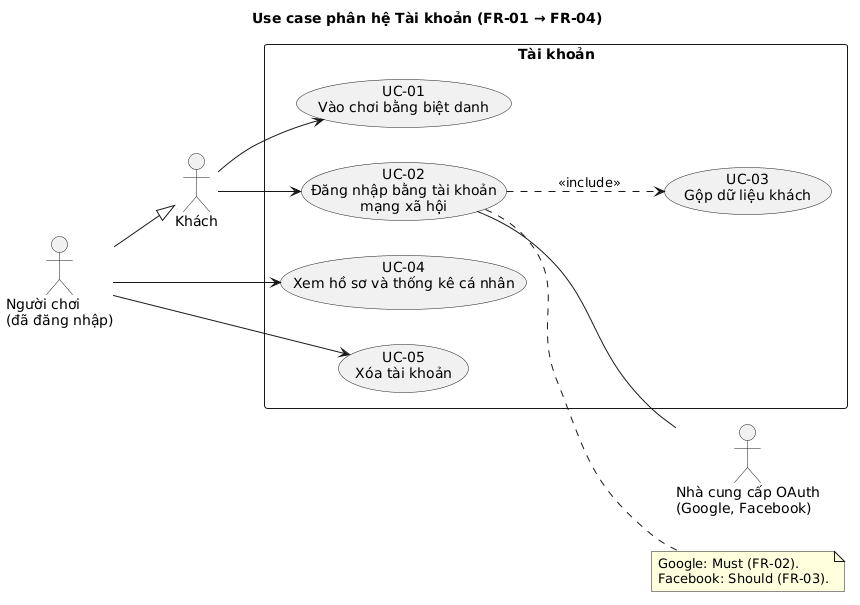 Use case phân hệ Tài khoản (FR-01 → FR-04)
Tài khoản
UC-01
Vào chơi bằng biệt danh
UC-02
Đăng nhập bằng tài khoản
mạng xã hội
«include»
UC-03
Gộp dữ liệu khách
Khách
UC-04
Xem hồ sơ và thống kê cá nhân
Người chơi
(đã đăng nhập)
UC-05
Xóa tài khoản
Nhà cung cấp OAuth
(Google, Facebook)
Google: Must (FR-02).
Facebook: Should (FR-03).